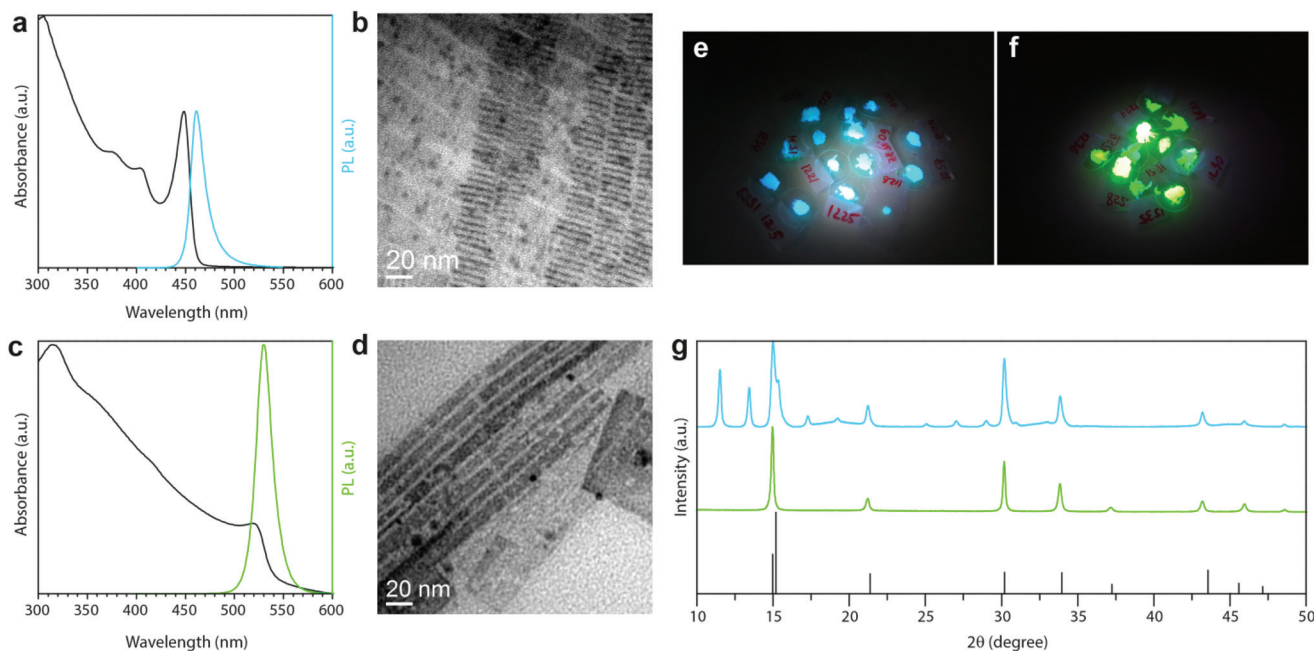 a
Absorbance (a.u.)
PL (a.u.)
300 350 400 450 500 550 600
Wavelength (nm)
b
20 nm
c
Absorbance (a.u.)
PL (a.u.)
300 350 400 450 500 550 600
Wavelength (nm)
d
20 nm
e
1221
1225
f
g
Intensity (a.u.)
10 15 20 25 30 35 40 45 50
2θ (degree)